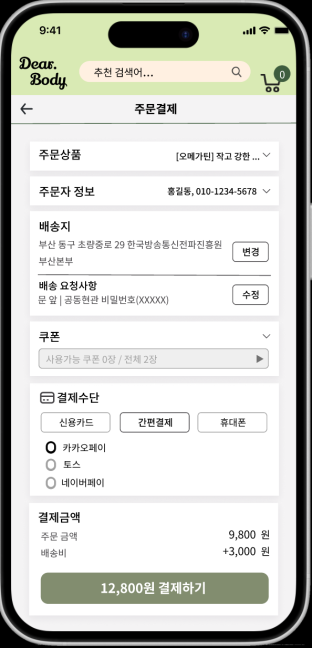 9:41
Dear.
Body.
추천 검색어...
0
주문결제
주문상품
[오메가틴] 작고 강한 ...
주문자 정보
홍길동, 010-1234-5678
배송지
부산 동구 초량중로 29 한국방송통신전파진흥원
부산본부
변경
배송 요청사항
문 앞 | 공동현관 비밀번호(XXXXX)
수정
쿠폰
사용가능 쿠폰 0장 / 전체 2장
결제수단
신용카드
간편결제
휴대폰
카카오페이
토스
네이버페이
결제금액
주문 금액
9,800 원
배송비
+3,000 원
12,800원 결제하기